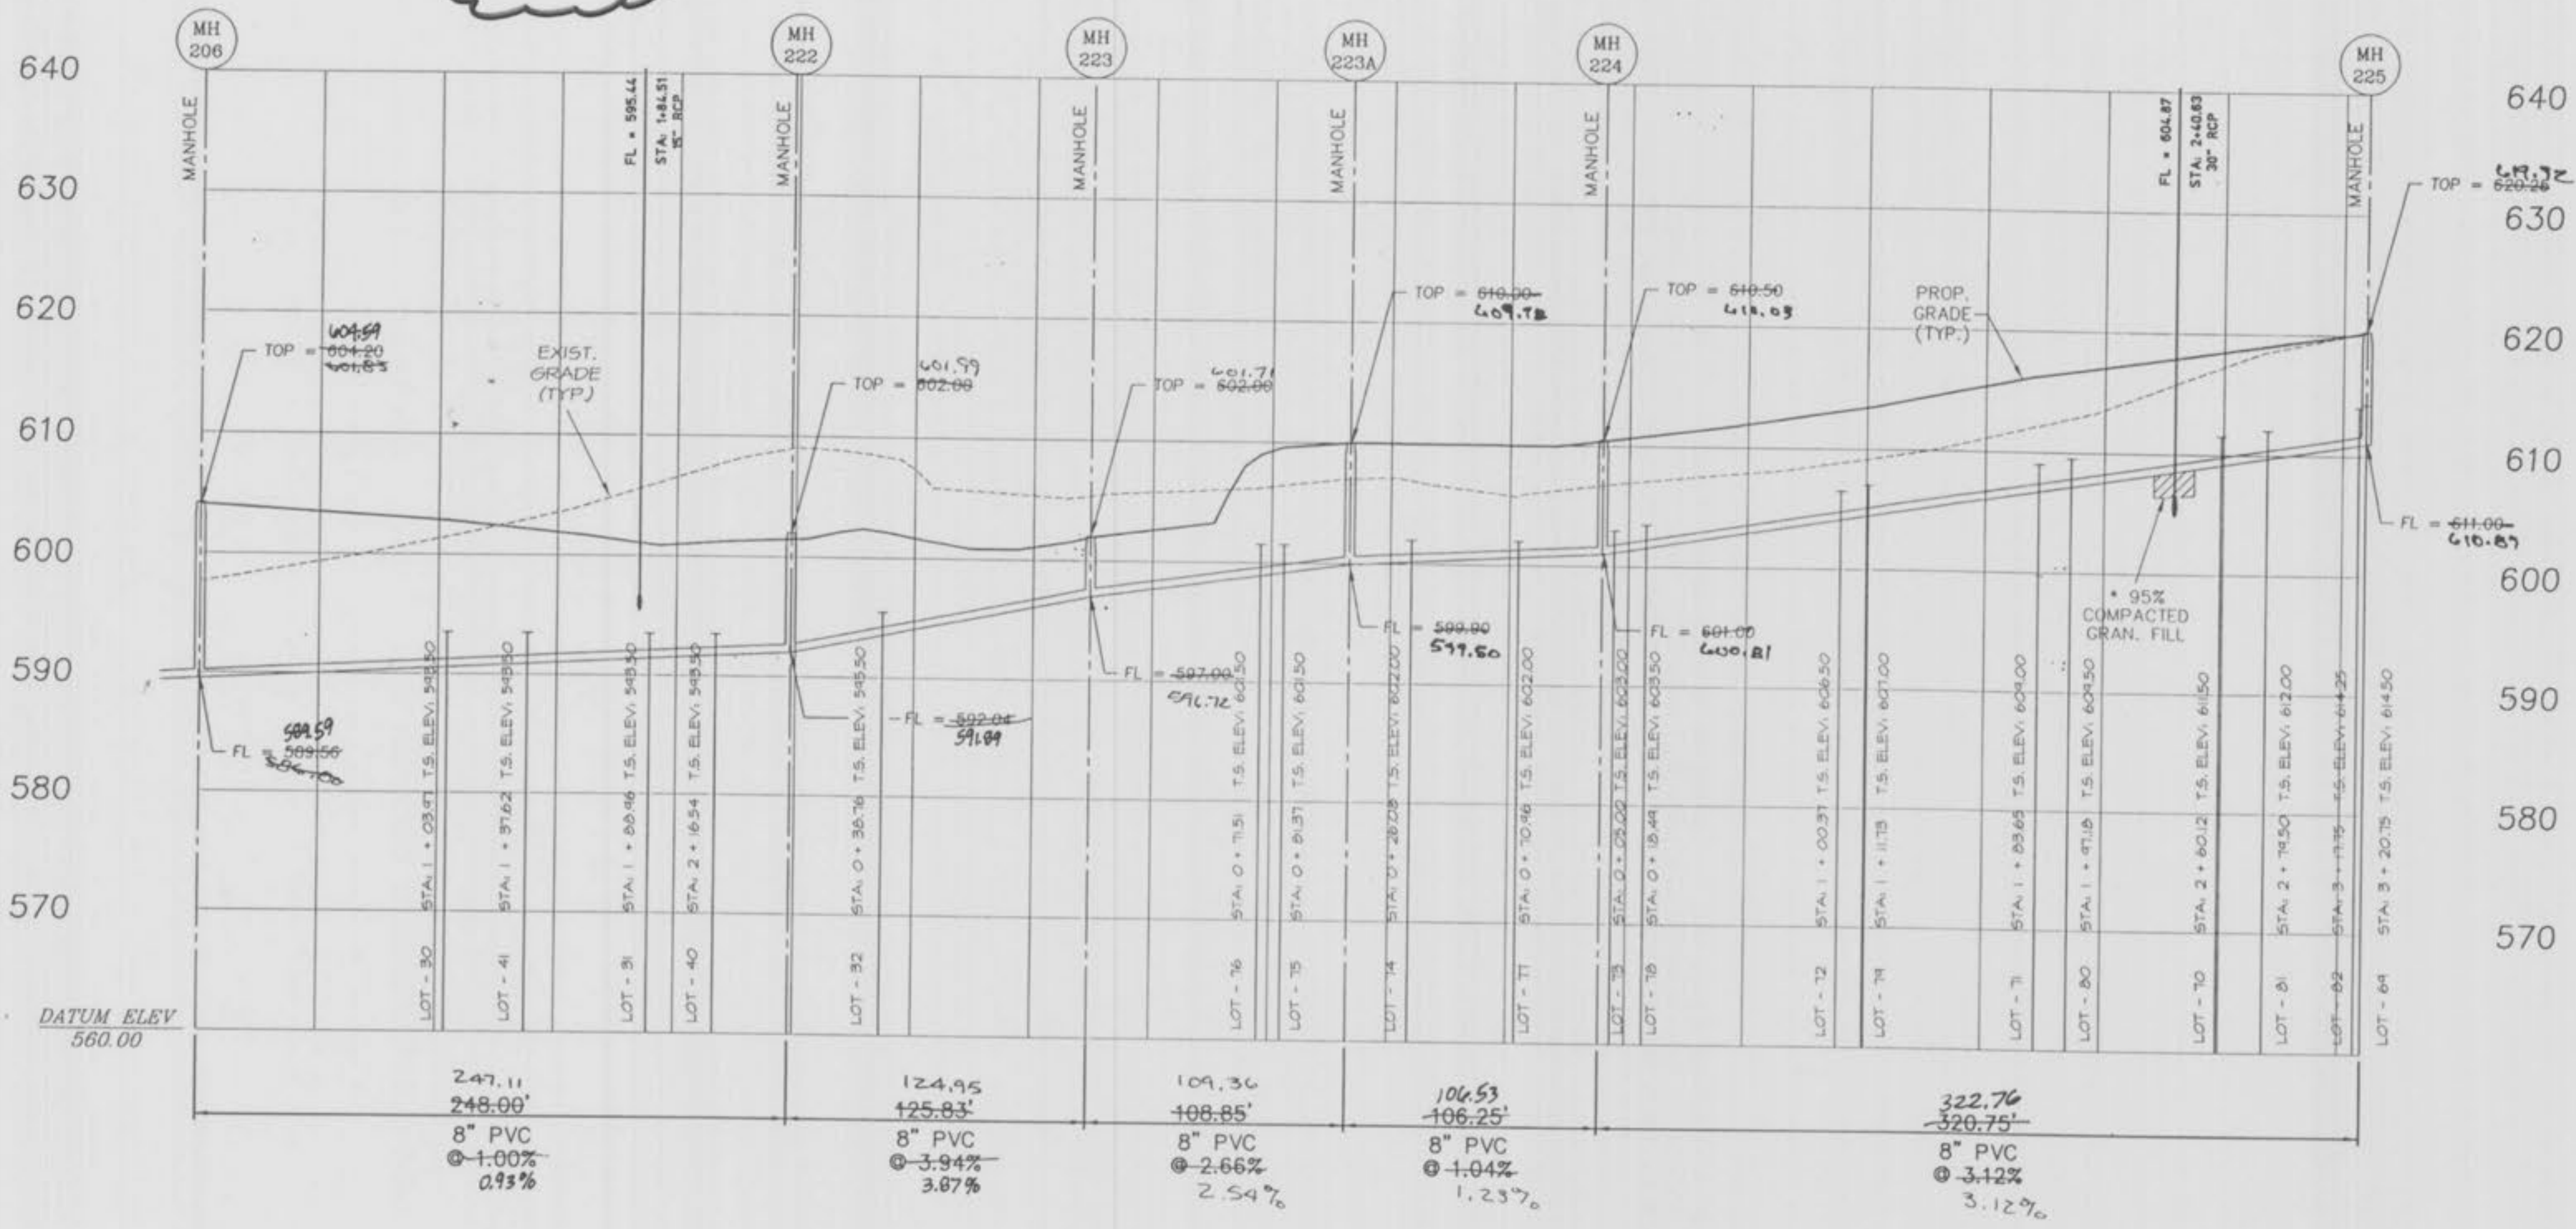 MH
206
MH
222
MH
223
MH
223A
MH
224
MH
225
640
630
620
610
600
590
580
570
DATUM ELEV
560.00
640
630
620
610
600
590
580
570
MANHOLE
FL = 595.44
STA: 1+84.51
15" RCP
MANHOLE
MANHOLE
MANHOLE
MANHOLE
FL = 604.87
STA: 2+40.63
30" RCP
MANHOLE
604.59
TOP = 604.20
601.83
EXIST.
GRADE
(TYP.)
601.99
TOP = 602.00
601.71
TOP = 602.00
TOP = 610.00
TOP = 610.50
610.03
PROP.
GRADE
(TYP.)
619.72
TOP = 620.26
589.59
FL = 589.56
FL = 592.04
591.89
FL = 597.00
596.72
FL = 599.90
599.50
FL = 601.00
600.81
* 95%
COMPACTED
GRAN. FILL
FL = 611.00
610.89
LOT - 30 STA: 1 + 03.97 T.S. ELEV: 593.50
LOT - 41 STA: 1 + 37.62 T.S. ELEV: 593.50
LOT - 31 STA: 1 + 88.96 T.S. ELEV: 593.50
LOT - 40 STA: 2 + 16.54 T.S. ELEV: 593.50
LOT - 32 STA: 0 + 38.76 T.S. ELEV: 595.50
LOT - 76 STA: 0 + 71.51 T.S. ELEV: 601.50
LOT - 75 STA: 0 + 81.37 T.S. ELEV: 601.50
LOT - 74 STA: 0 + 26.08 T.S. ELEV: 602.00
LOT - 77 STA: 0 + 70.96 T.S. ELEV: 602.00
LOT - 73 STA: 0 + 05.00 T.S. ELEV: 603.00
LOT - 78 STA: 0 + 18.49 T.S. ELEV: 603.50
LOT - 72 STA: 1 + 00.37 T.S. ELEV: 606.50
LOT - 79 STA: 1 + 11.73 T.S. ELEV: 607.00
LOT - 71 STA: 1 + 83.65 T.S. ELEV: 609.00
LOT - 80 STA: 1 + 97.18 T.S. ELEV: 609.50
LOT - 70 STA: 2 + 60.12 T.S. ELEV: 611.50
LOT - 81 STA: 2 + 79.50 T.S. ELEV: 612.00
LOT - 82 STA: 3 + 17.75 T.S. ELEV: 614.25
LOT - 69 STA: 3 + 20.75 T.S. ELEV: 614.50
247.11
248.00'
8" PVC
@ 1.00%
0.93%
124.95
125.83'
8" PVC
@ 3.94%
3.87%
109.36
108.85'
8" PVC
@ 2.66%
2.54%
106.53
106.25'
8" PVC
@ 1.04%
1.23%
322.76
320.75'
8" PVC
@ 3.12%
3.12%